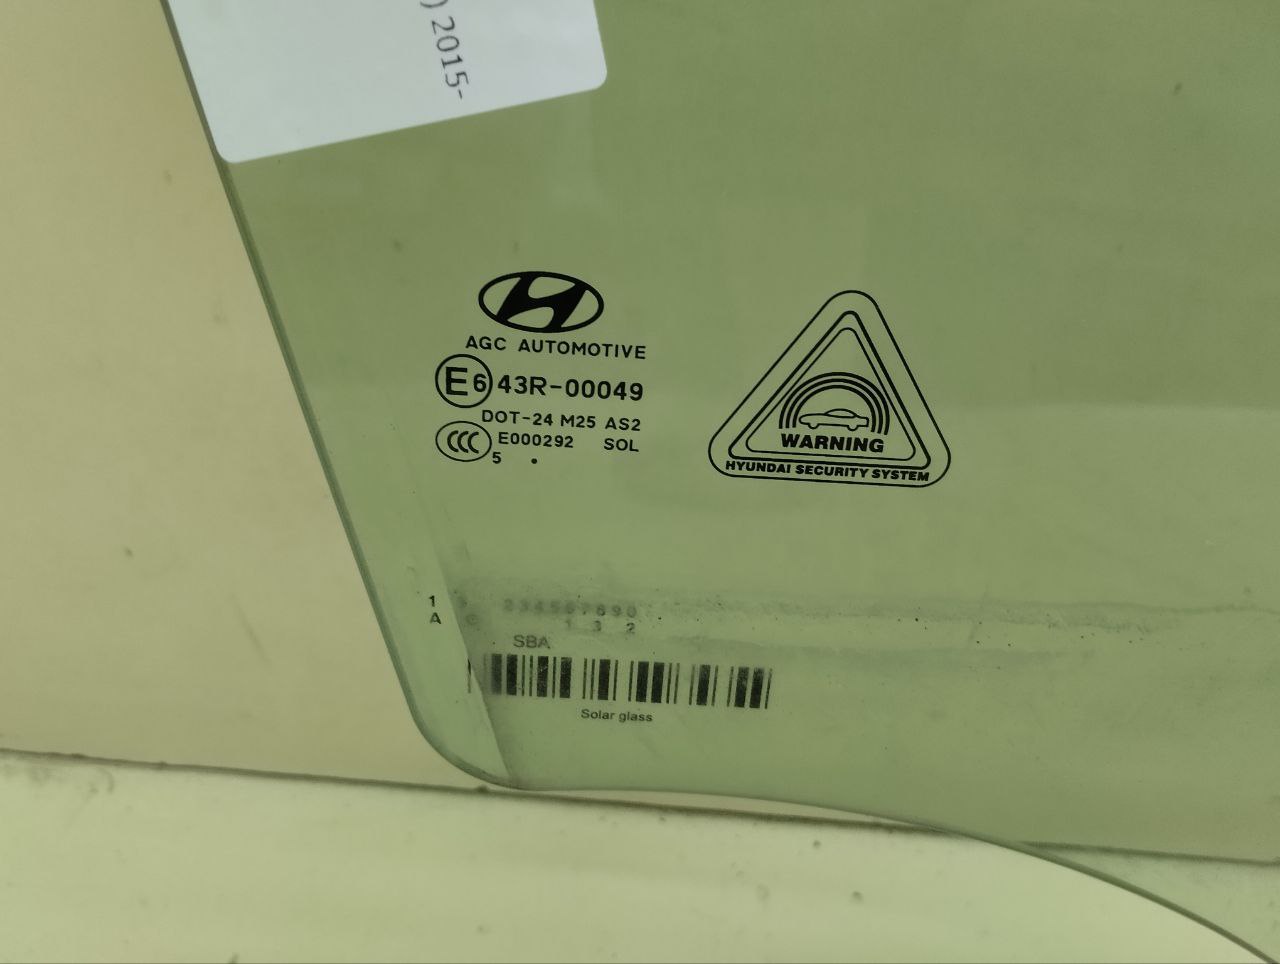 ) 2015-
AGC AUTOMOTIVE
E6 43R-00049
DOT-24 M25 AS2
CCC E000292 SOL
5 .
WARNING
HYUNDAI SECURITY SYSTEM
1 234567890
A 1 3 2
SBA
Solar glass